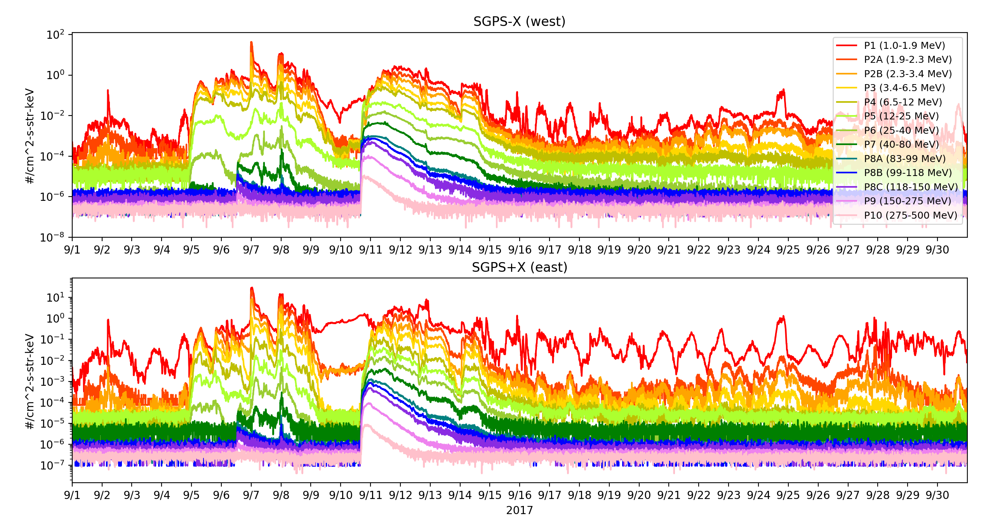 SGPS-X (west)
10^2
10^0
10^-2
10^-4
10^-6
10^-8
#/cm^2-s-str-keV
P1 (1.0-1.9 MeV)
P2A (1.9-2.3 MeV)
P2B (2.3-3.4 MeV)
P3 (3.4-6.5 MeV)
P4 (6.5-12 MeV)
P5 (12-25 MeV)
P6 (25-40 MeV)
P7 (40-80 MeV)
P8A (83-99 MeV)
P8B (99-118 MeV)
P8C (118-150 MeV)
P9 (150-275 MeV)
P10 (275-500 MeV)
9/1 9/2 9/3 9/4 9/5 9/6 9/7 9/8 9/9 9/10 9/11 9/12 9/13 9/14 9/15 9/16 9/17 9/18 9/19 9/20 9/21 9/22 9/23 9/24 9/25 9/26 9/27 9/28 9/29 9/30
SGPS+X (east)
10^1
10^0
10^-1
10^-2
10^-3
10^-4
10^-5
10^-6
10^-7
#/cm^2-s-str-keV
9/1 9/2 9/3 9/4 9/5 9/6 9/7 9/8 9/9 9/10 9/11 9/12 9/13 9/14 9/15 9/16 9/17 9/18 9/19 9/20 9/21 9/22 9/23 9/24 9/25 9/26 9/27 9/28 9/29 9/30
2017